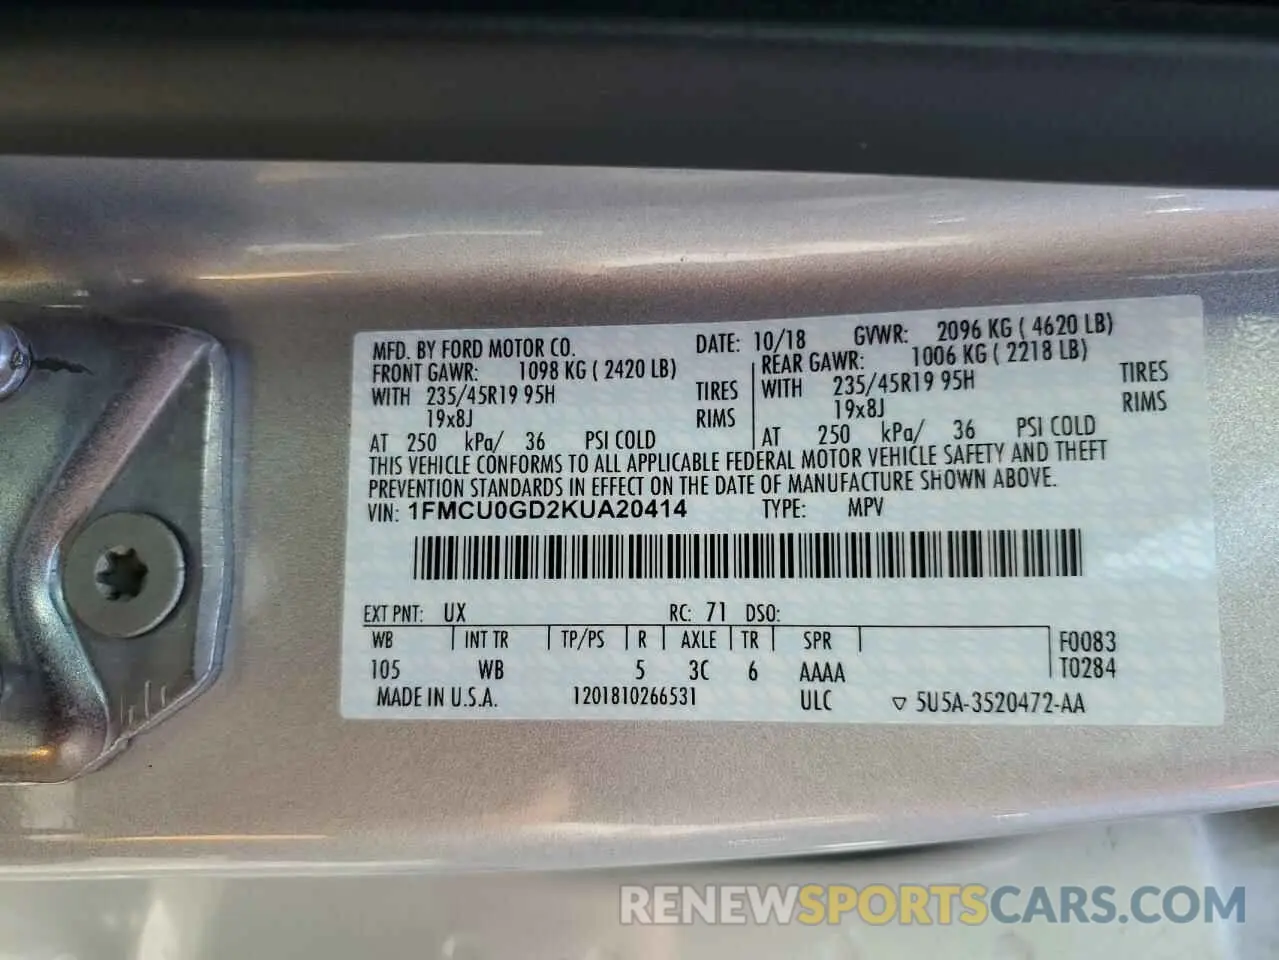 MFD. BY FORD MOTOR CO. DATE: 10/18 GVWR: 2096 KG ( 4620 LB)
FRONT GAWR: 1098 KG ( 2420 LB) REAR GAWR: 1006 KG ( 2218 LB)
WITH 235/45R19 95H TIRES WITH 235/45R19 95H TIRES
19x8J RIMS 19x8J RIMS
AT 250 kPa/ 36 PSI COLD AT 250 kPa/ 36 PSI COLD
THIS VEHICLE CONFORMS TO ALL APPLICABLE FEDERAL MOTOR VEHICLE SAFETY AND THEFT
PREVENTION STANDARDS IN EFFECT ON THE DATE OF MANUFACTURE SHOWN ABOVE.
VIN: 1FMCU0GD2KUA20414 TYPE: MPV
EXT PNT: UX RC: 71 DSO:
WB INT TR TP/PS R AXLE TR SPR F0083
105 WB 5 3C 6 AAAA T0284
MADE IN U.S.A. 1201810266531 ULC ▽ 5U5A-3520472-AA
RENEWSPORTSCARS.COM